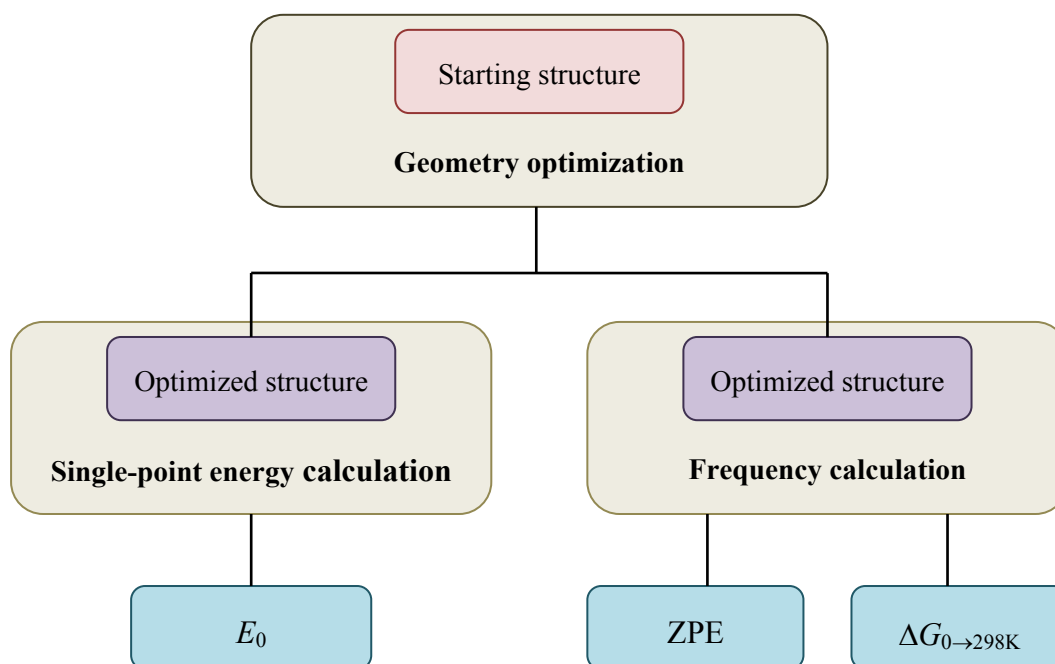 Starting structure
Geometry optimization
Optimized structure
Single-point energy calculation
Optimized structure
Frequency calculation
E₀
ZPE
ΔG₀→₂₉₈K